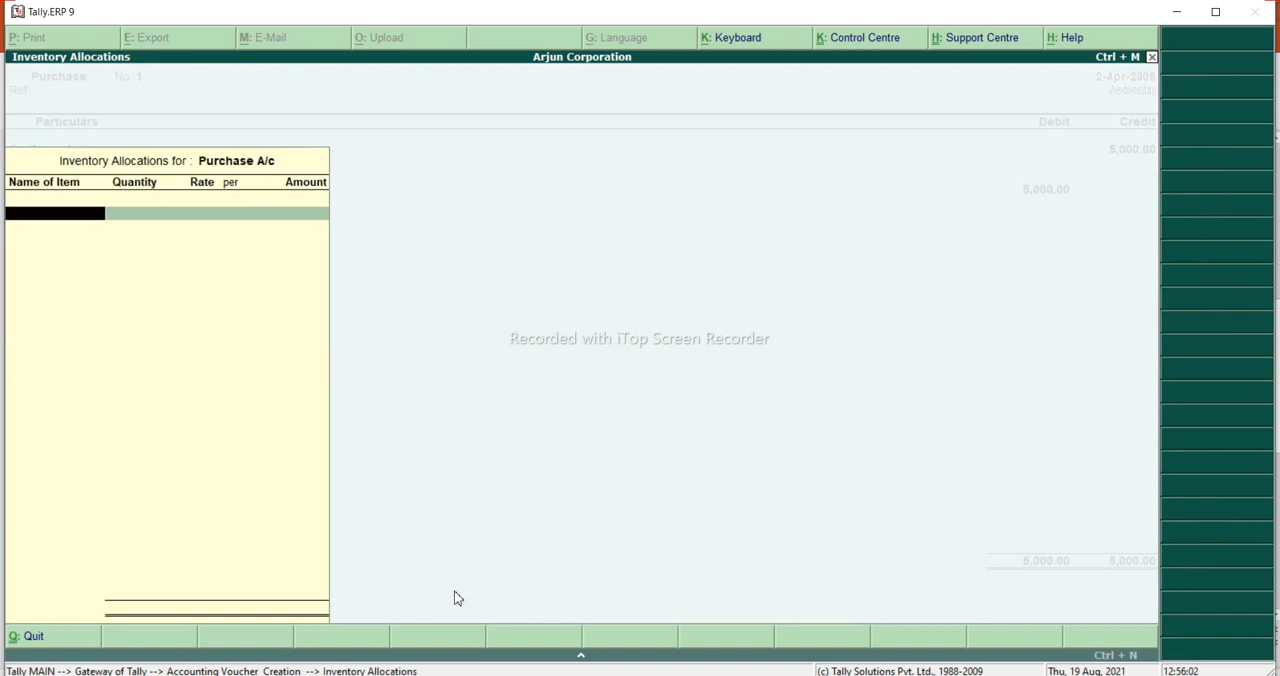 Tally.ERP 9
P: Print E: Export M: E-Mail O: Upload G: Language K: Keyboard K: Control Centre H: Support Centre H: Help
Inventory Allocations Arjun Corporation Ctrl + M
Purchase No. 1 2-Apr-2008
Ref.: Wednesday
Particulars Debit Credit
5,000.00
Inventory Allocations for : Purchase A/c
Name of Item Quantity Rate per Amount
5,000.00
Recorded with iTop Screen Recorder
5,000.00 5,000.00
Q: Quit
Ctrl + N
Tally MAIN --> Gateway of Tally --> Accounting Voucher Creation --> Inventory Allocations (c) Tally Solutions Pvt. Ltd., 1988-2009 Thu, 19 Aug, 2021 12:56:02